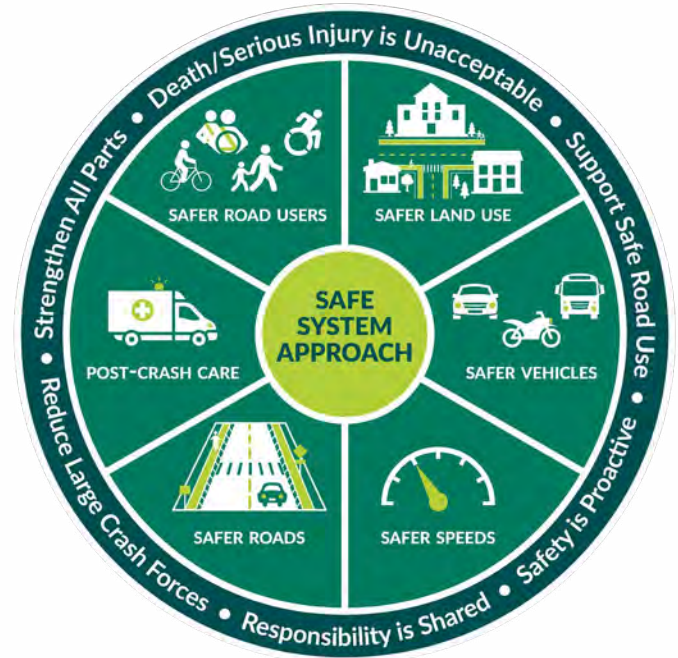 Death/Serious Injury is Unacceptable
•
Support Safe Road Use
•
Safety is Proactive
•
Responsibility is Shared
•
Reduce Large Crash Forces
•
Strengthen All Parts
•
SAFER ROAD USERS
SAFER LAND USE
SAFE
SYSTEM
APPROACH
POST-CRASH CARE
SAFER VEHICLES
SAFER ROADS
SAFER SPEEDS